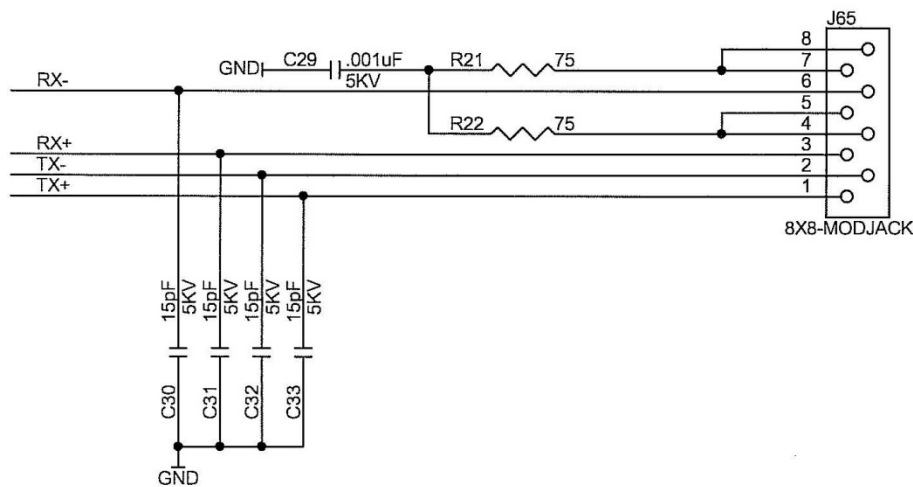 J65
8
GND C29 .001uF R21 75 7
5KV
RX- 6
5
R22 75 4
RX+ 3
TX- 2
TX+ 1
8X8-MODJACK
15pF 5KV 15pF 5KV 15pF 5KV 15pF 5KV
C30 C31 C32 C33
GND